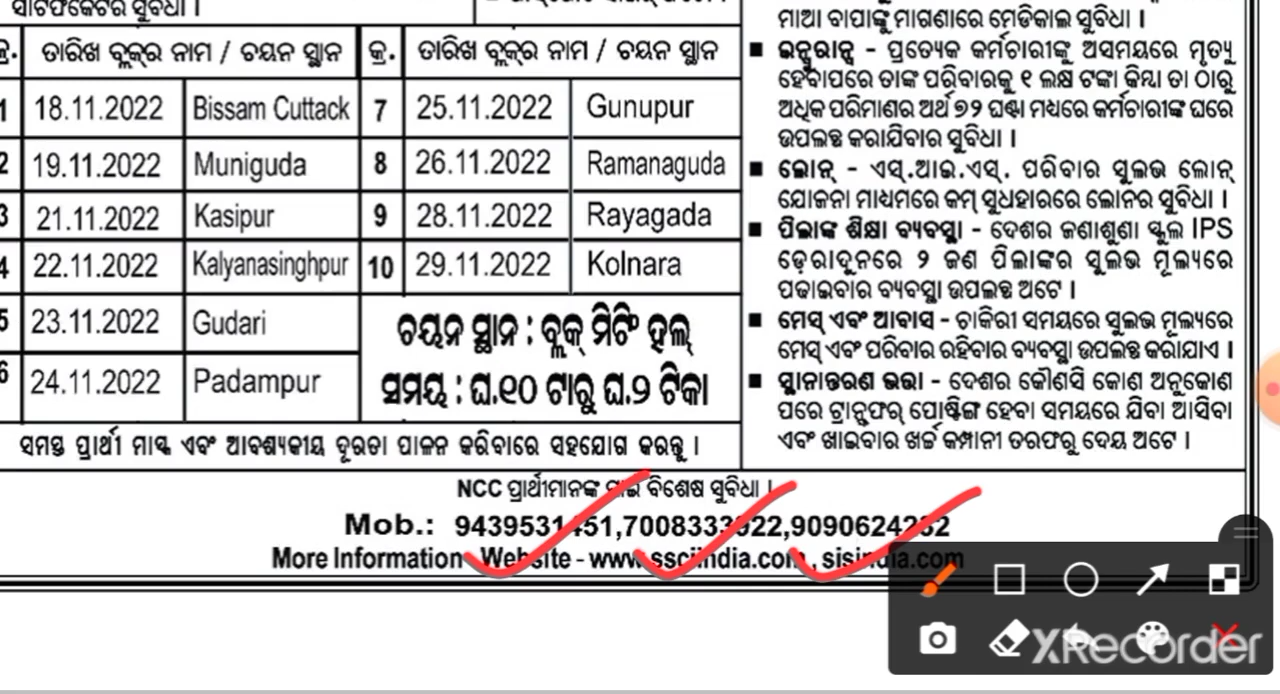 ସାର୍ଟିଫିକେଟର ସୁବିଧା ।
କ୍ର. ତାରିଖ ବ୍ଲକ୍‌ର ନାମ / ଚୟନ ସ୍ଥାନ କ୍ର. ତାରିଖ ବ୍ଲକ୍‌ର ନାମ / ଚୟନ ସ୍ଥାନ
1 18.11.2022 Bissam Cuttack 7 25.11.2022 Gunupur
2 19.11.2022 Muniguda 8 26.11.2022 Ramanaguda
3 21.11.2022 Kasipur 9 28.11.2022 Rayagada
4 22.11.2022 Kalyanasinghpur 10 29.11.2022 Kolnara
5 23.11.2022 Gudari
6 24.11.2022 Padampur
ଚୟନ ସ୍ଥାନ : ବ୍ଲକ୍ ମିଟିଂ ହଲ୍
ସମୟ : ଘ.୧୦ ଟାରୁ ଘ.୨ ଟିକା
ସମସ୍ତ ପ୍ରାର୍ଥୀ ମାସ୍କ ଏବଂ ଆବଶ୍ୟକୀୟ ଦୂରତା ପାଳନ କରିବାରେ ସହଯୋଗ କରନ୍ତୁ ।
ମାଆ ବାପାଙ୍କୁ ମାଗଣାରେ ମେଡିକାଲ ସୁବିଧା ।
■ ଇନ୍ସୁରାନ୍ସ - ପ୍ରତ୍ୟେକ କର୍ମଚାରୀଙ୍କୁ ଅସମୟରେ ମୃତ୍ୟୁ
ହେବାପରେ ତାଙ୍କ ପରିବାରକୁ ୧ ଲକ୍ଷ ଟଙ୍କା କିମ୍ବା ତା ଠାରୁ
ଅଧିକ ପରିମାଣର ଅର୍ଥ ୭୨ ଘଣ୍ଟା ମଧ୍ୟରେ କର୍ମଚାରୀଙ୍କ ଘରେ
ଉପଲବ୍ଧ କରାଯିବାର ସୁବିଧା ।
■ ଲୋନ୍ - ଏସ୍.ଆଇ.ଏସ୍. ପରିବାର ସୁଲଭ ଲୋନ୍
ଯୋଜନା ମାଧ୍ୟମରେ କମ୍ ସୁଧହାରରେ ଲୋନର ସୁବିଧା ।
■ ପିଲାଙ୍କ ଶିକ୍ଷା ବ୍ୟବସ୍ଥା - ଦେଶର ଜଣାଶୁଣା ସ୍କୁଲ IPS
ଡ଼େରାଦୁନରେ ୨ ଜଣ ପିଲାଙ୍କର ସୁଲଭ ମୂଲ୍ୟରେ
ପଢାଇବାର ବ୍ୟବସ୍ଥା ଉପଲବ୍ଧ ଅଟେ ।
■ ମେସ୍ ଏବଂ ଆବାସ - ଚାକିରୀ ସମୟରେ ସୁଲଭ ମୂଲ୍ୟରେ
ମେସ୍ ଏବଂ ପରିବାର ରହିବାର ବ୍ୟବସ୍ଥା ଉପଲବ୍ଧ କରାଯାଏ ।
■ ସ୍ଥାନାନ୍ତରଣ ଭତ୍ତା - ଦେଶର କୌଣସି କୋଣ ଅନୁକୋଣ
ପରେ ଟ୍ରାନ୍ସଫର୍ ପୋଷ୍ଟିଙ୍ଗ ହେବା ସମୟରେ ଯିବା ଆସିବା
ଏବଂ ଖାଇବାର ଖର୍ଚ୍ଚ କମ୍ପାନୀ ତରଫରୁ ଦେୟ ଅଟେ ।
NCC ପ୍ରାର୍ଥୀମାନଙ୍କ ପାଇଁ ବିଶେଷ ସୁବିଧା ।
Mob.:
More Information Website - www.ssciindia.com, sisindia.com
XRecorder